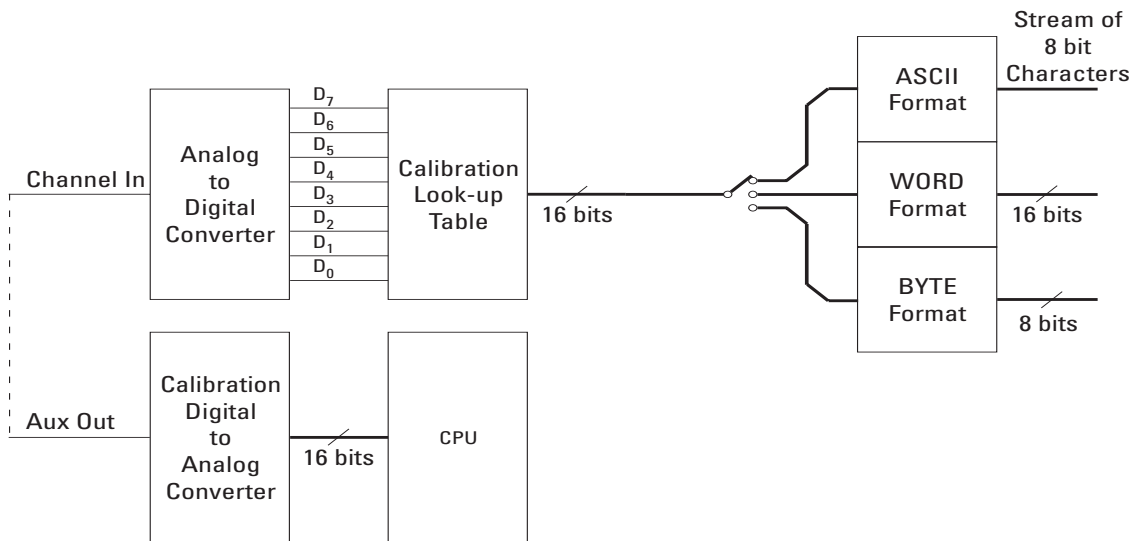 Stream of
8 bit
Characters
ASCII
Format
D7
D6
D5
D4
D3
D2
D1
D0
Channel In
Analog
to
Digital
Converter
Calibration
Look-up
Table
16 bits
WORD
Format
16 bits
BYTE
Format
8 bits
Aux Out
Calibration
Digital
to
Analog
Converter
16 bits
CPU